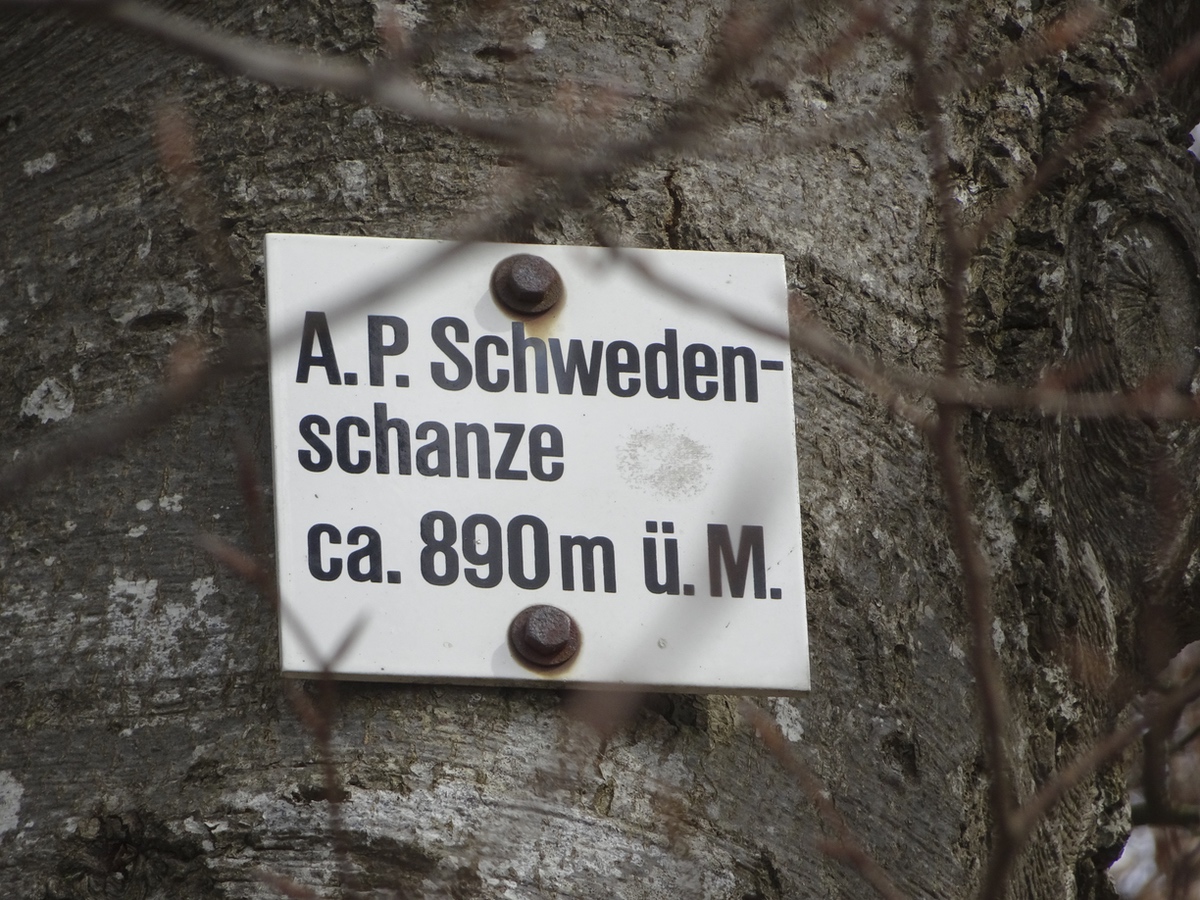 A.P. Schweden-
schanze
ca. 890m ü.M.